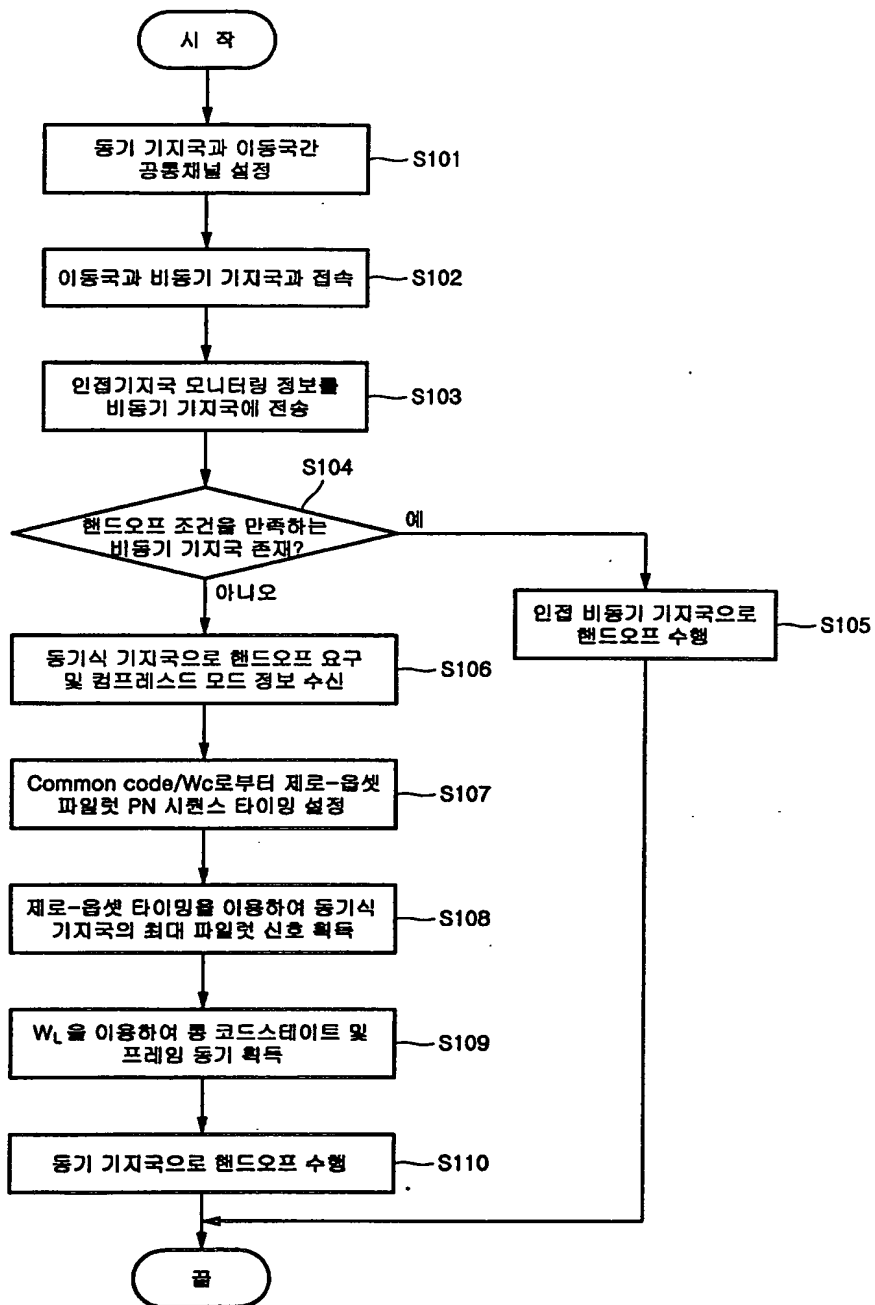 시 작
동기 기지국과 이동국간
공통채널 설정
S101
이동국과 비동기 기지국과 접속
S102
인접기지국 모니터링 정보를
비동기 기지국에 전송
S103
S104
핸드오프 조건을 만족하는
비동기 기지국 존재?
예
아니오
인접 비동기 기지국으로
핸드오프 수행
S105
동기식 기지국으로 핸드오프 요구
및 컴프레스드 모드 정보 수신
S106
Common code/Wc로부터 제로-옵셋
파일럿 PN 시퀀스 타이밍 설정
S107
제로-옵셋 타이밍을 이용하여 동기식
기지국의 최대 파일럿 신호 획득
S108
WL을 이용하여 롱 코드스테이트 및
프레임 동기 획득
S109
동기 기지국으로 핸드오프 수행
S110
끝